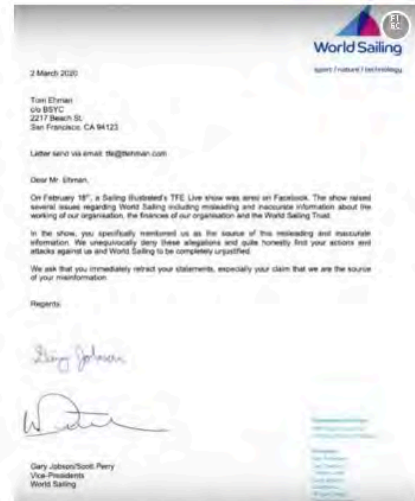 World Sailing
sport / nature / technology
2 March 2020
Tom Ehman
c/o BSYC
2217 Beach St.
San Francisco, CA 94123
Letter send via email: tfe@tfehman.com
Dear Mr. Ehman,
On February 18th, a Sailing Illustrated's TFE Live show was aired on Facebook. The show raised
several issues regarding World Sailing including misleading and inaccurate information about the
working of our organisation, the finances of our organisation and the World Sailing Trust.
In the show, you specifically mentioned us as the source of this misleading and inaccurate
information. We unequivocally deny these allegations and quite honestly find your actions and
attacks against us and World Sailing to be completely unjustified.
We ask that you immediately retract your statements, especially your claim that we are the source
of your misinformation.
Regards,
Gary Jobson
Gary Jobson/Scott Perry
Vice-Presidents
World Sailing